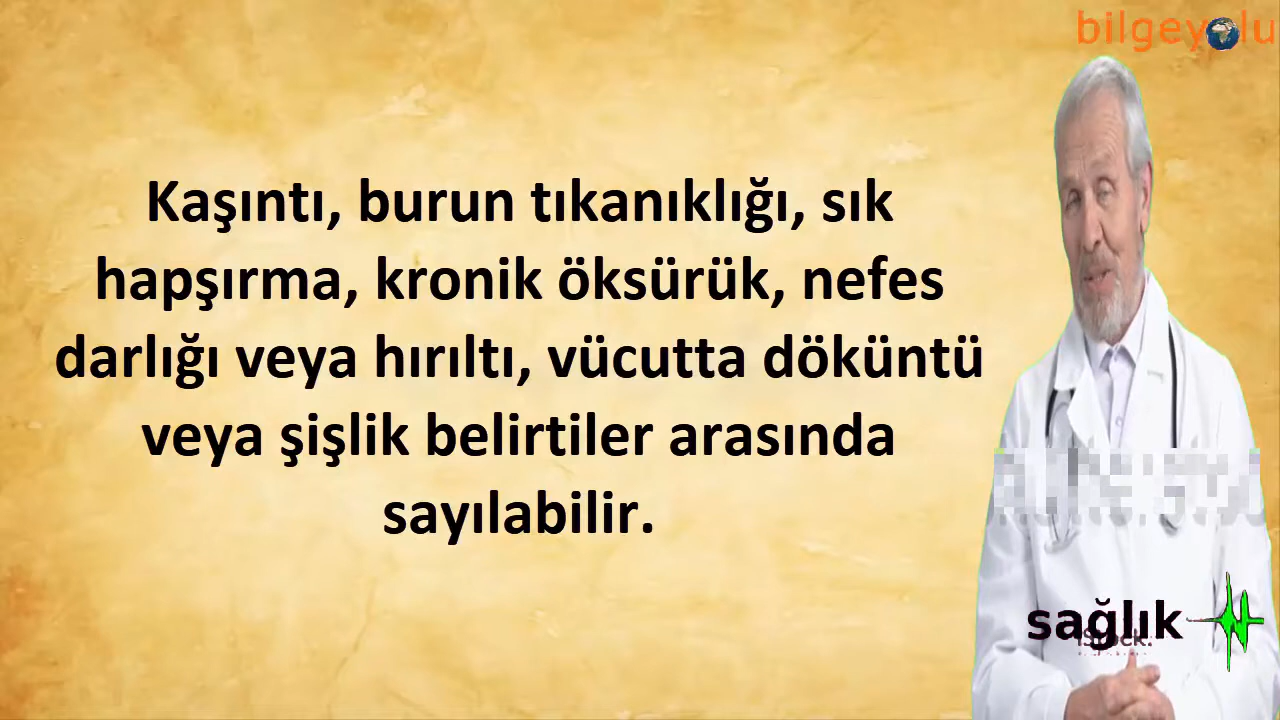 bilgeyolu
Kaşıntı, burun tıkanıklığı, sık
hapşırma, kronik öksürük, nefes
darlığı veya hırıltı, vücutta döküntü
veya şişlik belirtiler arasında
sayılabilir.
sağlık
iStock.